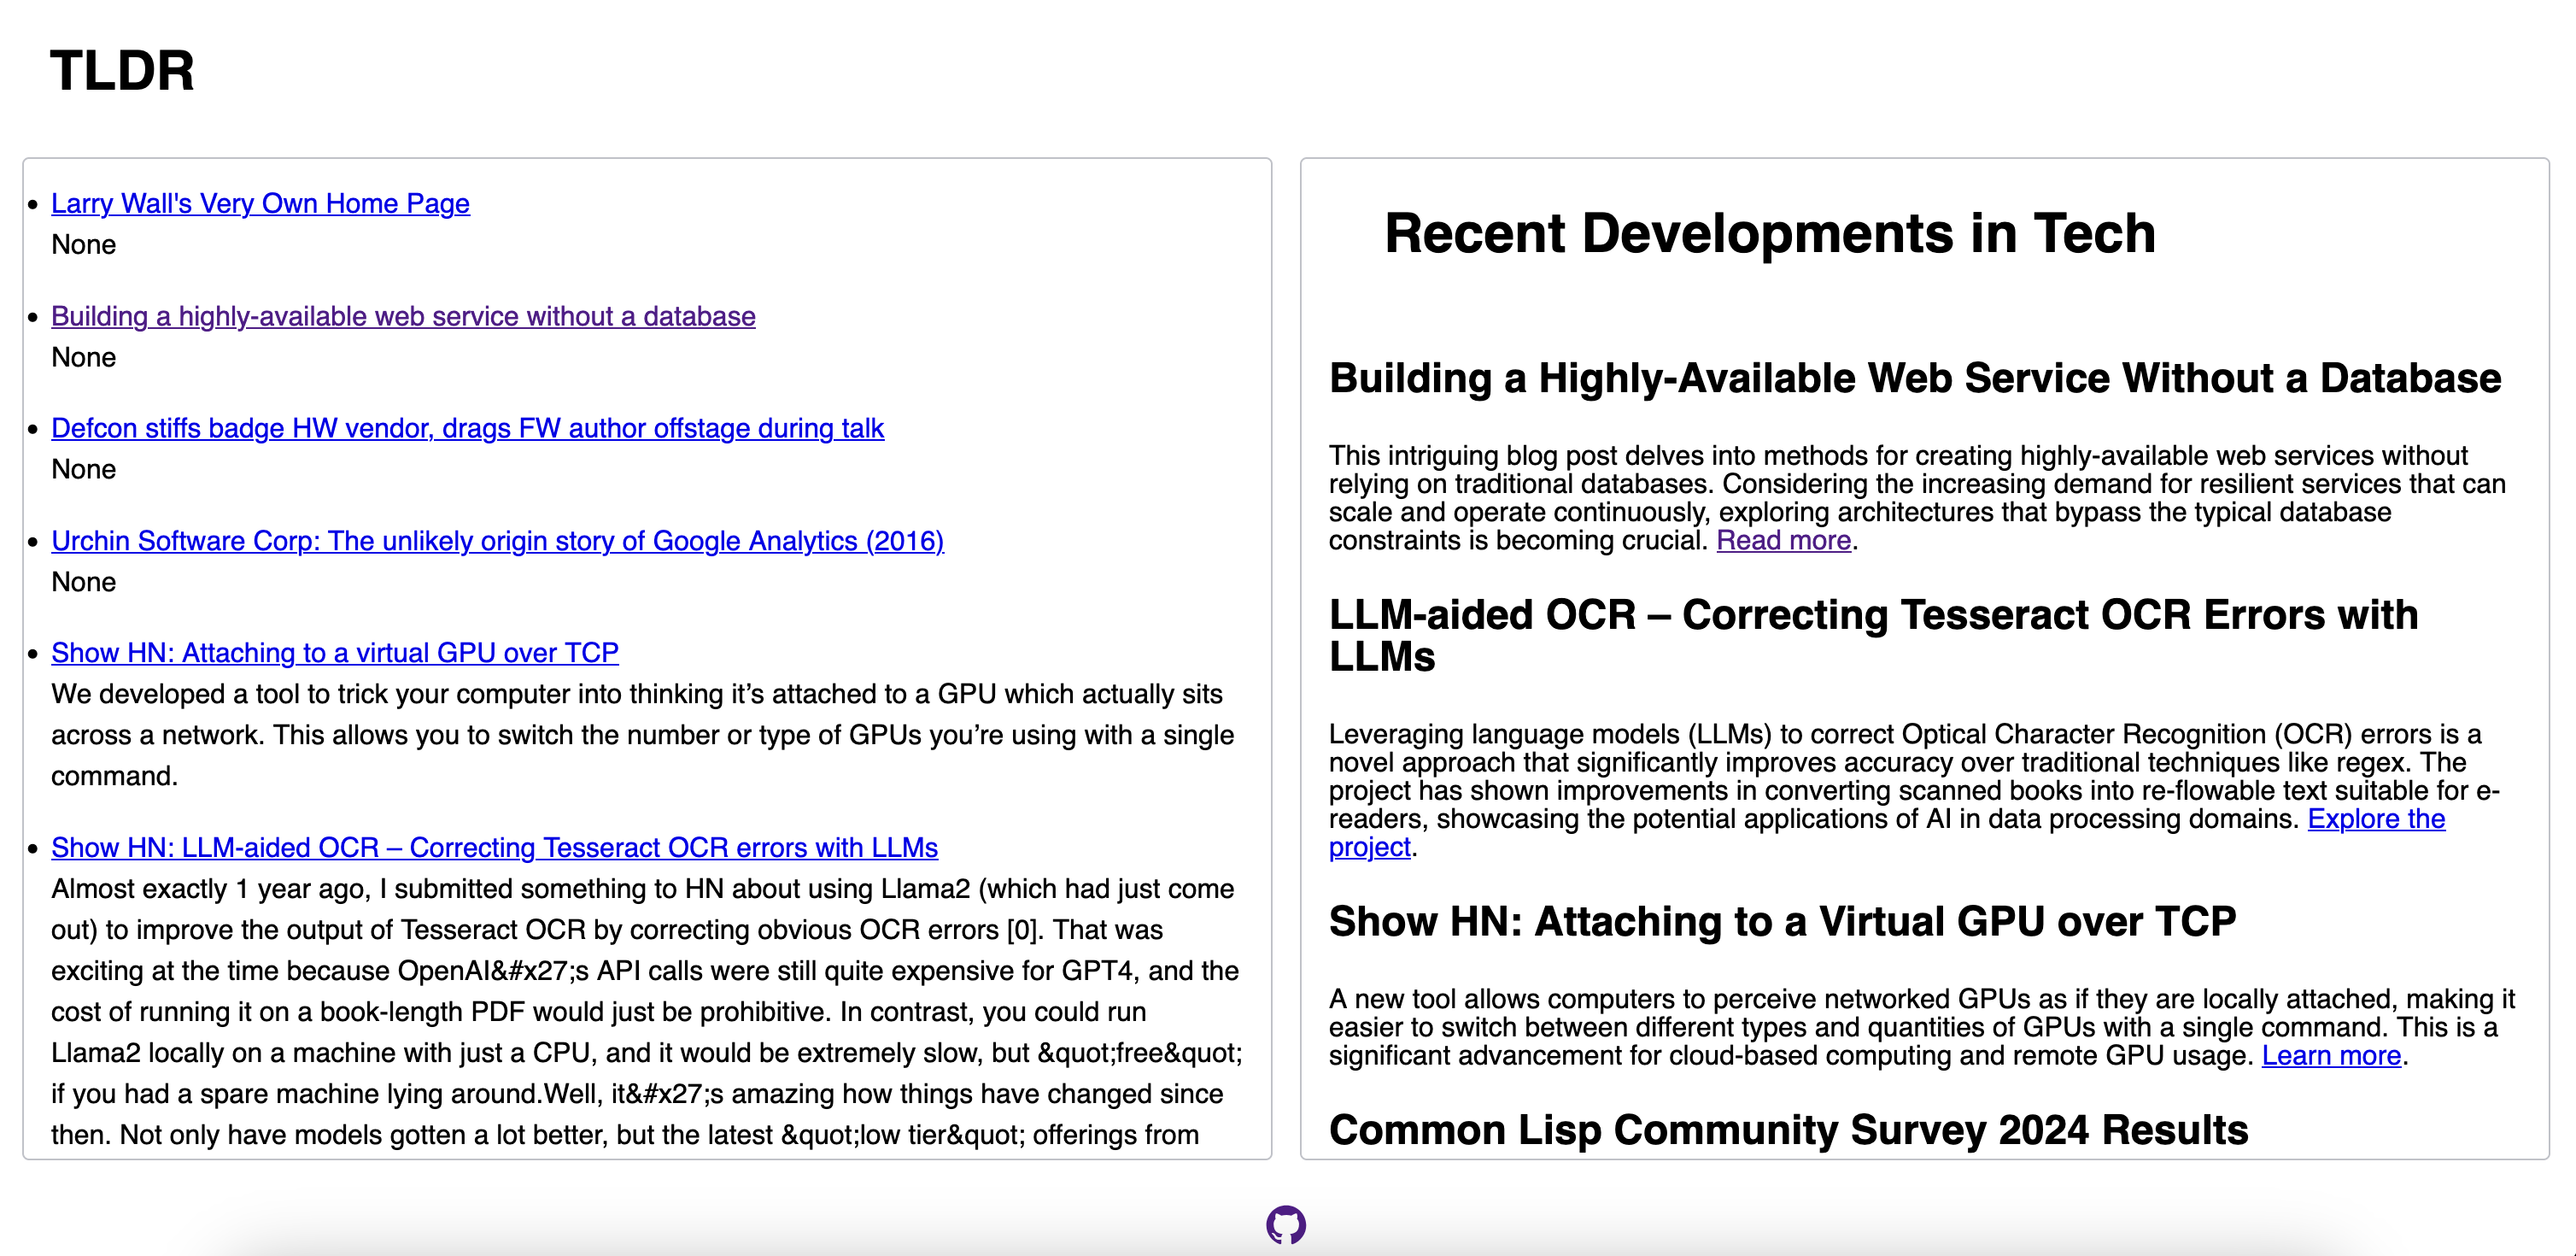 TLDR
Larry Wall's Very Own Home Page
None
Building a highly-available web service without a database
None
Defcon stiffs badge HW vendor, drags FW author offstage during talk
None
Urchin Software Corp: The unlikely origin story of Google Analytics (2016)
None
Show HN: Attaching to a virtual GPU over TCP
We developed a tool to trick your computer into thinking it’s attached to a GPU which actually sits
across a network. This allows you to switch the number or type of GPUs you’re using with a single
command.
Show HN: LLM-aided OCR – Correcting Tesseract OCR errors with LLMs
Almost exactly 1 year ago, I submitted something to HN about using Llama2 (which had just come
out) to improve the output of Tesseract OCR by correcting obvious OCR errors [0]. That was
exciting at the time because OpenAI&#x27;s API calls were still quite expensive for GPT4, and the
cost of running it on a book-length PDF would just be prohibitive. In contrast, you could run
Llama2 locally on a machine with just a CPU, and it would be extremely slow, but &quot;free&quot;
if you had a spare machine lying around.Well, it&#x27;s amazing how things have changed since
then. Not only have models gotten a lot better, but the latest &quot;low tier&quot; offerings from
Recent Developments in Tech
Building a Highly-Available Web Service Without a Database
This intriguing blog post delves into methods for creating highly-available web services without
relying on traditional databases. Considering the increasing demand for resilient services that can
scale and operate continuously, exploring architectures that bypass the typical database
constraints is becoming crucial. Read more.
LLM-aided OCR – Correcting Tesseract OCR Errors with
LLMs
Leveraging language models (LLMs) to correct Optical Character Recognition (OCR) errors is a
novel approach that significantly improves accuracy over traditional techniques like regex. The
project has shown improvements in converting scanned books into re-flowable text suitable for e-
readers, showcasing the potential applications of AI in data processing domains. Explore the
project.
Show HN: Attaching to a Virtual GPU over TCP
A new tool allows computers to perceive networked GPUs as if they are locally attached, making it
easier to switch between different types and quantities of GPUs with a single command. This is a
significant advancement for cloud-based computing and remote GPU usage. Learn more.
Common Lisp Community Survey 2024 Results